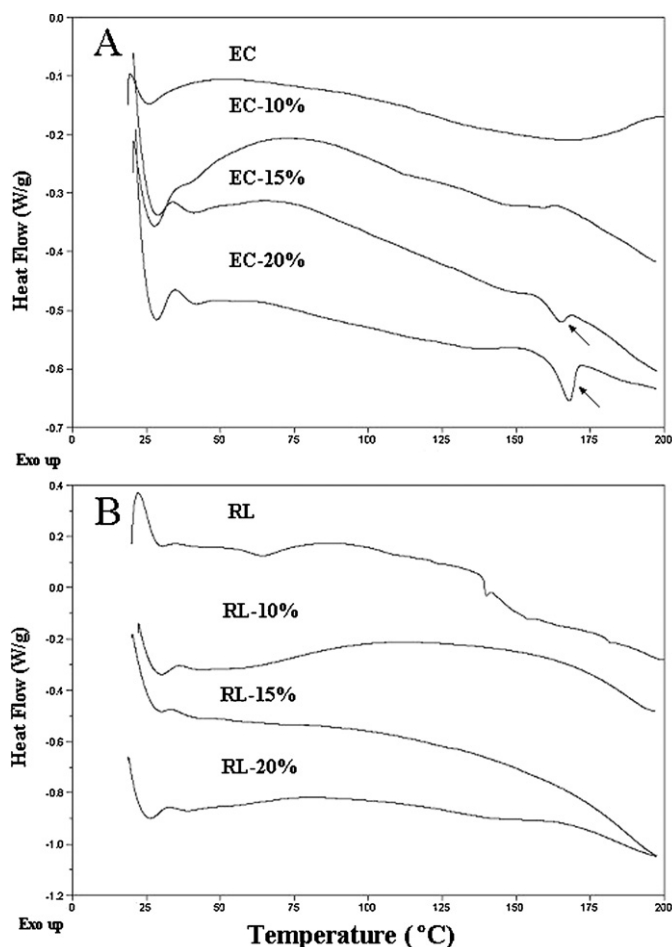 A
EC
EC-10%
EC-15%
EC-20%
Heat Flow (W/g)
0.0
-0.1
-0.2
-0.3
-0.4
-0.5
-0.6
-0.7
0 25 50 75 100 125 150 175 200
Exo up
B
RL
RL-10%
RL-15%
RL-20%
Heat Flow (W/g)
0.4
0.2
0.0
-0.2
-0.4
-0.6
-0.8
-1.0
-1.2
0 25 50 75 100 125 150 175 200
Exo up
Temperature (°C)